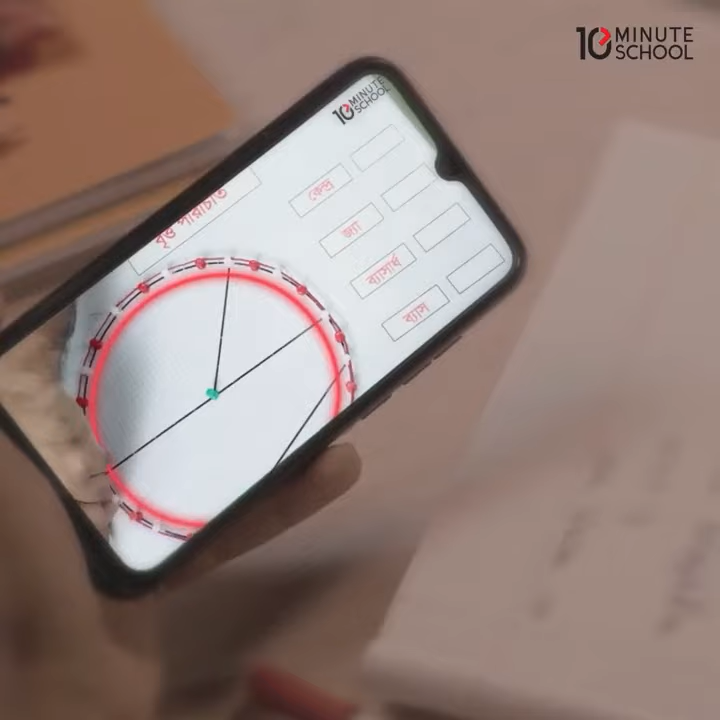 10 MINUTE
SCHOOL
10 MINUTE
SCHOOL
বৃত্ত পরিচিতি
কেন্দ্র
জ্যা
ব্যাসার্ধ
ব্যাস